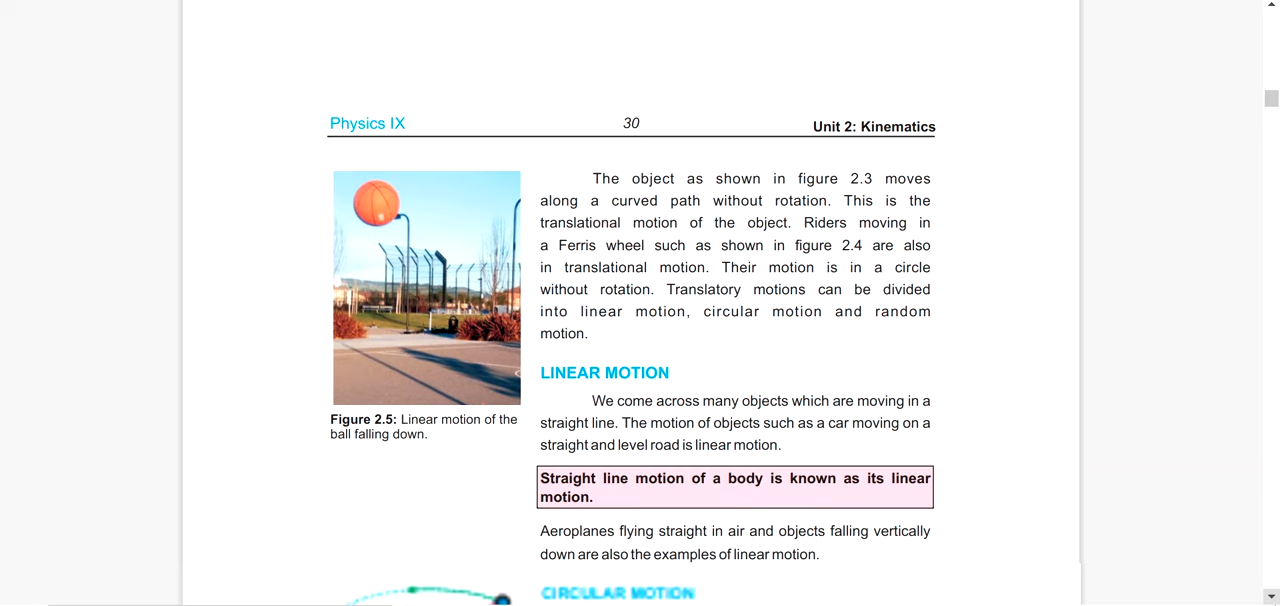 Physics IX
30
Unit 2: Kinematics
The object as shown in figure 2.3 moves
along a curved path without rotation. This is the
translational motion of the object. Riders moving in
a Ferris wheel such as shown in figure 2.4 are also
in translational motion. Their motion is in a circle
without rotation. Translatory motions can be divided
into linear motion, circular motion and random
motion.
Figure 2.5: Linear motion of the
ball falling down.
LINEAR MOTION
We come across many objects which are moving in a
straight line. The motion of objects such as a car moving on a
straight and level road is linear motion.
Straight line motion of a body is known as its linear
motion.
Aeroplanes flying straight in air and objects falling vertically
down are also the examples of linear motion.
CIRCULAR MOTION